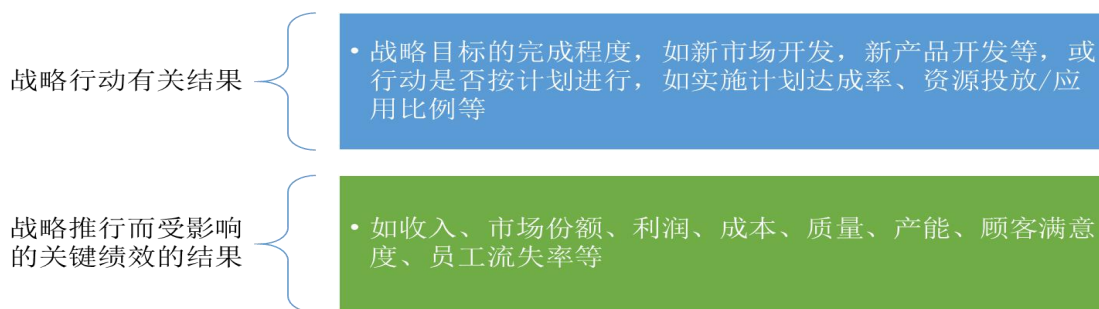 战略行动有关结果
• 战略目标的完成程度，如新市场开发，新产品开发等，或
行动是否按计划进行，如实施计划达成率、资源投放/应
用比例等
战略推行而受影响
的关键绩效的结果
• 如收入、市场份额、利润、成本、质量、产能、顾客满意
度、员工流失率等